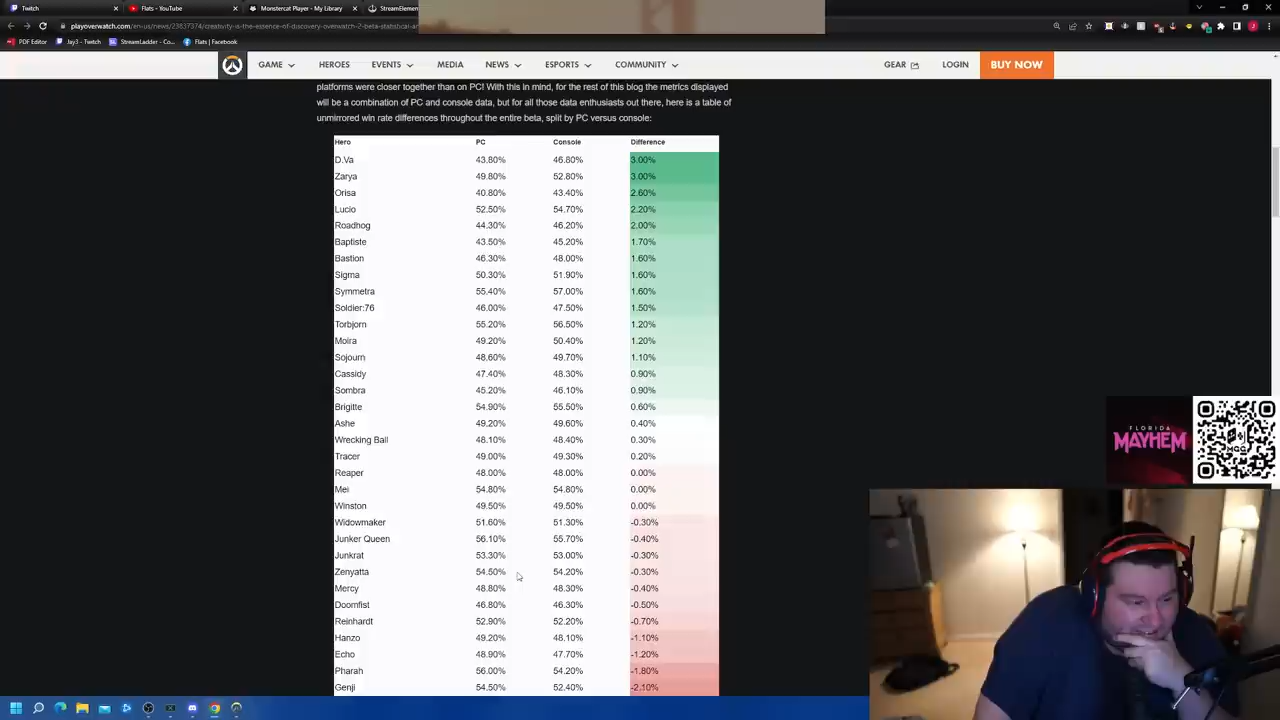 Twitch
Flats - YouTube
Monstercat Player - My Library
StreamElements
playoverwatch.com/en-us/news/23837374/creativity-is-the-essence-of-discovery-overwatch-2-beta-statistical-
PDF Editor
Jay3 - Twitch
StreamLadder - Co...
Flats | Facebook
GAME
HEROES
EVENTS
MEDIA
NEWS
ESPORTS
COMMUNITY
GEAR
LOGIN
BUY NOW
platforms were closer together than on PC! With this in mind, for the rest of this blog the metrics displayed
will be a combination of PC and console data, but for all those data enthusiasts out there, here is a table of
unmirrored win rate differences throughout the entire beta, split by PC versus console:
Hero PC Console Difference
D.Va 43.80% 46.80% 3.00%
Zarya 49.80% 52.80% 3.00%
Orisa 40.80% 43.40% 2.60%
Lucio 52.50% 54.70% 2.20%
Roadhog 44.30% 46.20% 2.00%
Baptiste 43.50% 45.20% 1.70%
Bastion 46.30% 48.00% 1.60%
Sigma 50.30% 51.90% 1.60%
Symmetra 55.40% 57.00% 1.60%
Soldier:76 46.00% 47.50% 1.50%
Torbjorn 55.20% 56.50% 1.20%
Moira 49.20% 50.40% 1.20%
Sojourn 48.60% 49.70% 1.10%
Cassidy 47.40% 48.30% 0.90%
Sombra 45.20% 46.10% 0.90%
Brigitte 54.90% 55.50% 0.60%
Ashe 49.20% 49.60% 0.40%
Wrecking Ball 48.10% 48.40% 0.30%
Tracer 49.00% 49.30% 0.20%
Reaper 48.00% 48.00% 0.00%
Mei 54.80% 54.80% 0.00%
Winston 49.50% 49.50% 0.00%
Widowmaker 51.60% 51.30% -0.30%
Junker Queen 56.10% 55.70% -0.40%
Junkrat 53.30% 53.00% -0.30%
Zenyatta 54.50% 54.20% -0.30%
Mercy 48.80% 48.30% -0.40%
Doomfist 46.80% 46.30% -0.50%
Reinhardt 52.90% 52.20% -0.70%
Hanzo 49.20% 48.10% -1.10%
Echo 48.90% 47.70% -1.20%
Pharah 56.00% 54.20% -1.80%
Genji 54.50% 52.40% -2.10%
FLORIDA
MAYHEM